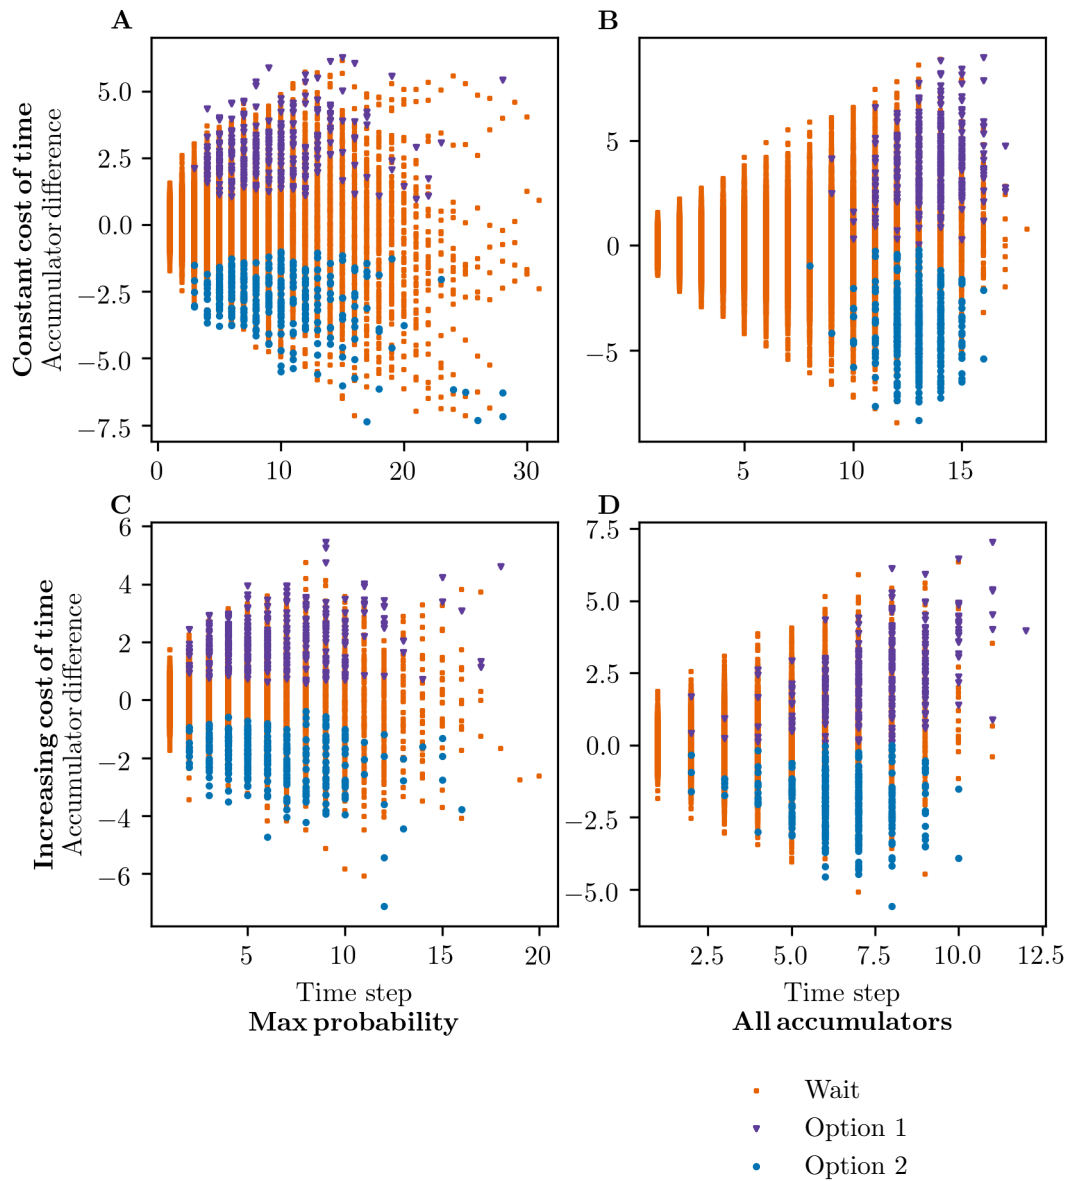 A
B
Constant cost of time
Accumulator difference
5.0
2.5
0.0
−2.5
−5.0
−7.5
0
10
20
30
5
0
−5
5
10
15
C
D
Increasing cost of time
Accumulator difference
6
4
2
0
−2
−4
−6
5
10
15
20
7.5
5.0
2.5
0.0
−2.5
−5.0
2.5
5.0
7.5
10.0
12.5
Time step
Max probability
Time step
All accumulators
Wait
Option 1
Option 2